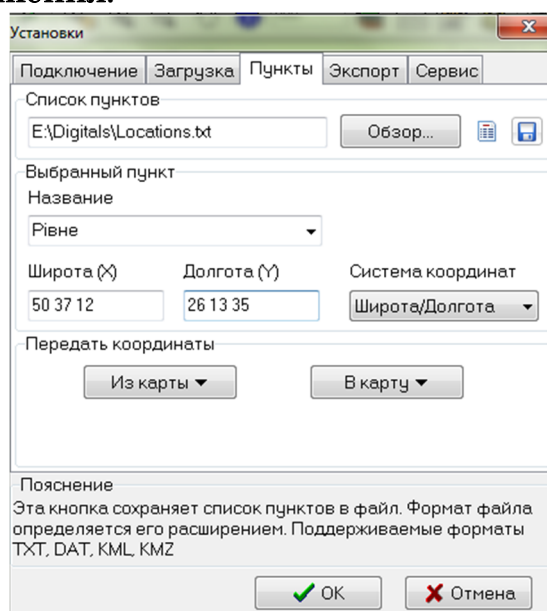 Установки
Подключение Загрузка Пункты Экспорт Сервис
Список пунктов
E:\Digitals\Locations.txt Обзор...
Выбранный пункт
Название
Рівне
Широта (X) Долгота (Y) Система координат
50 37 12 26 13 35 Широта/Долгота
Передать координаты
Из карты В карту
Пояснение
Эта кнопка сохраняет список пунктов в файл. Формат файла
определяется его расширением. Поддерживаемые форматы
TXT, DAT, KML, KMZ
OK Отмена